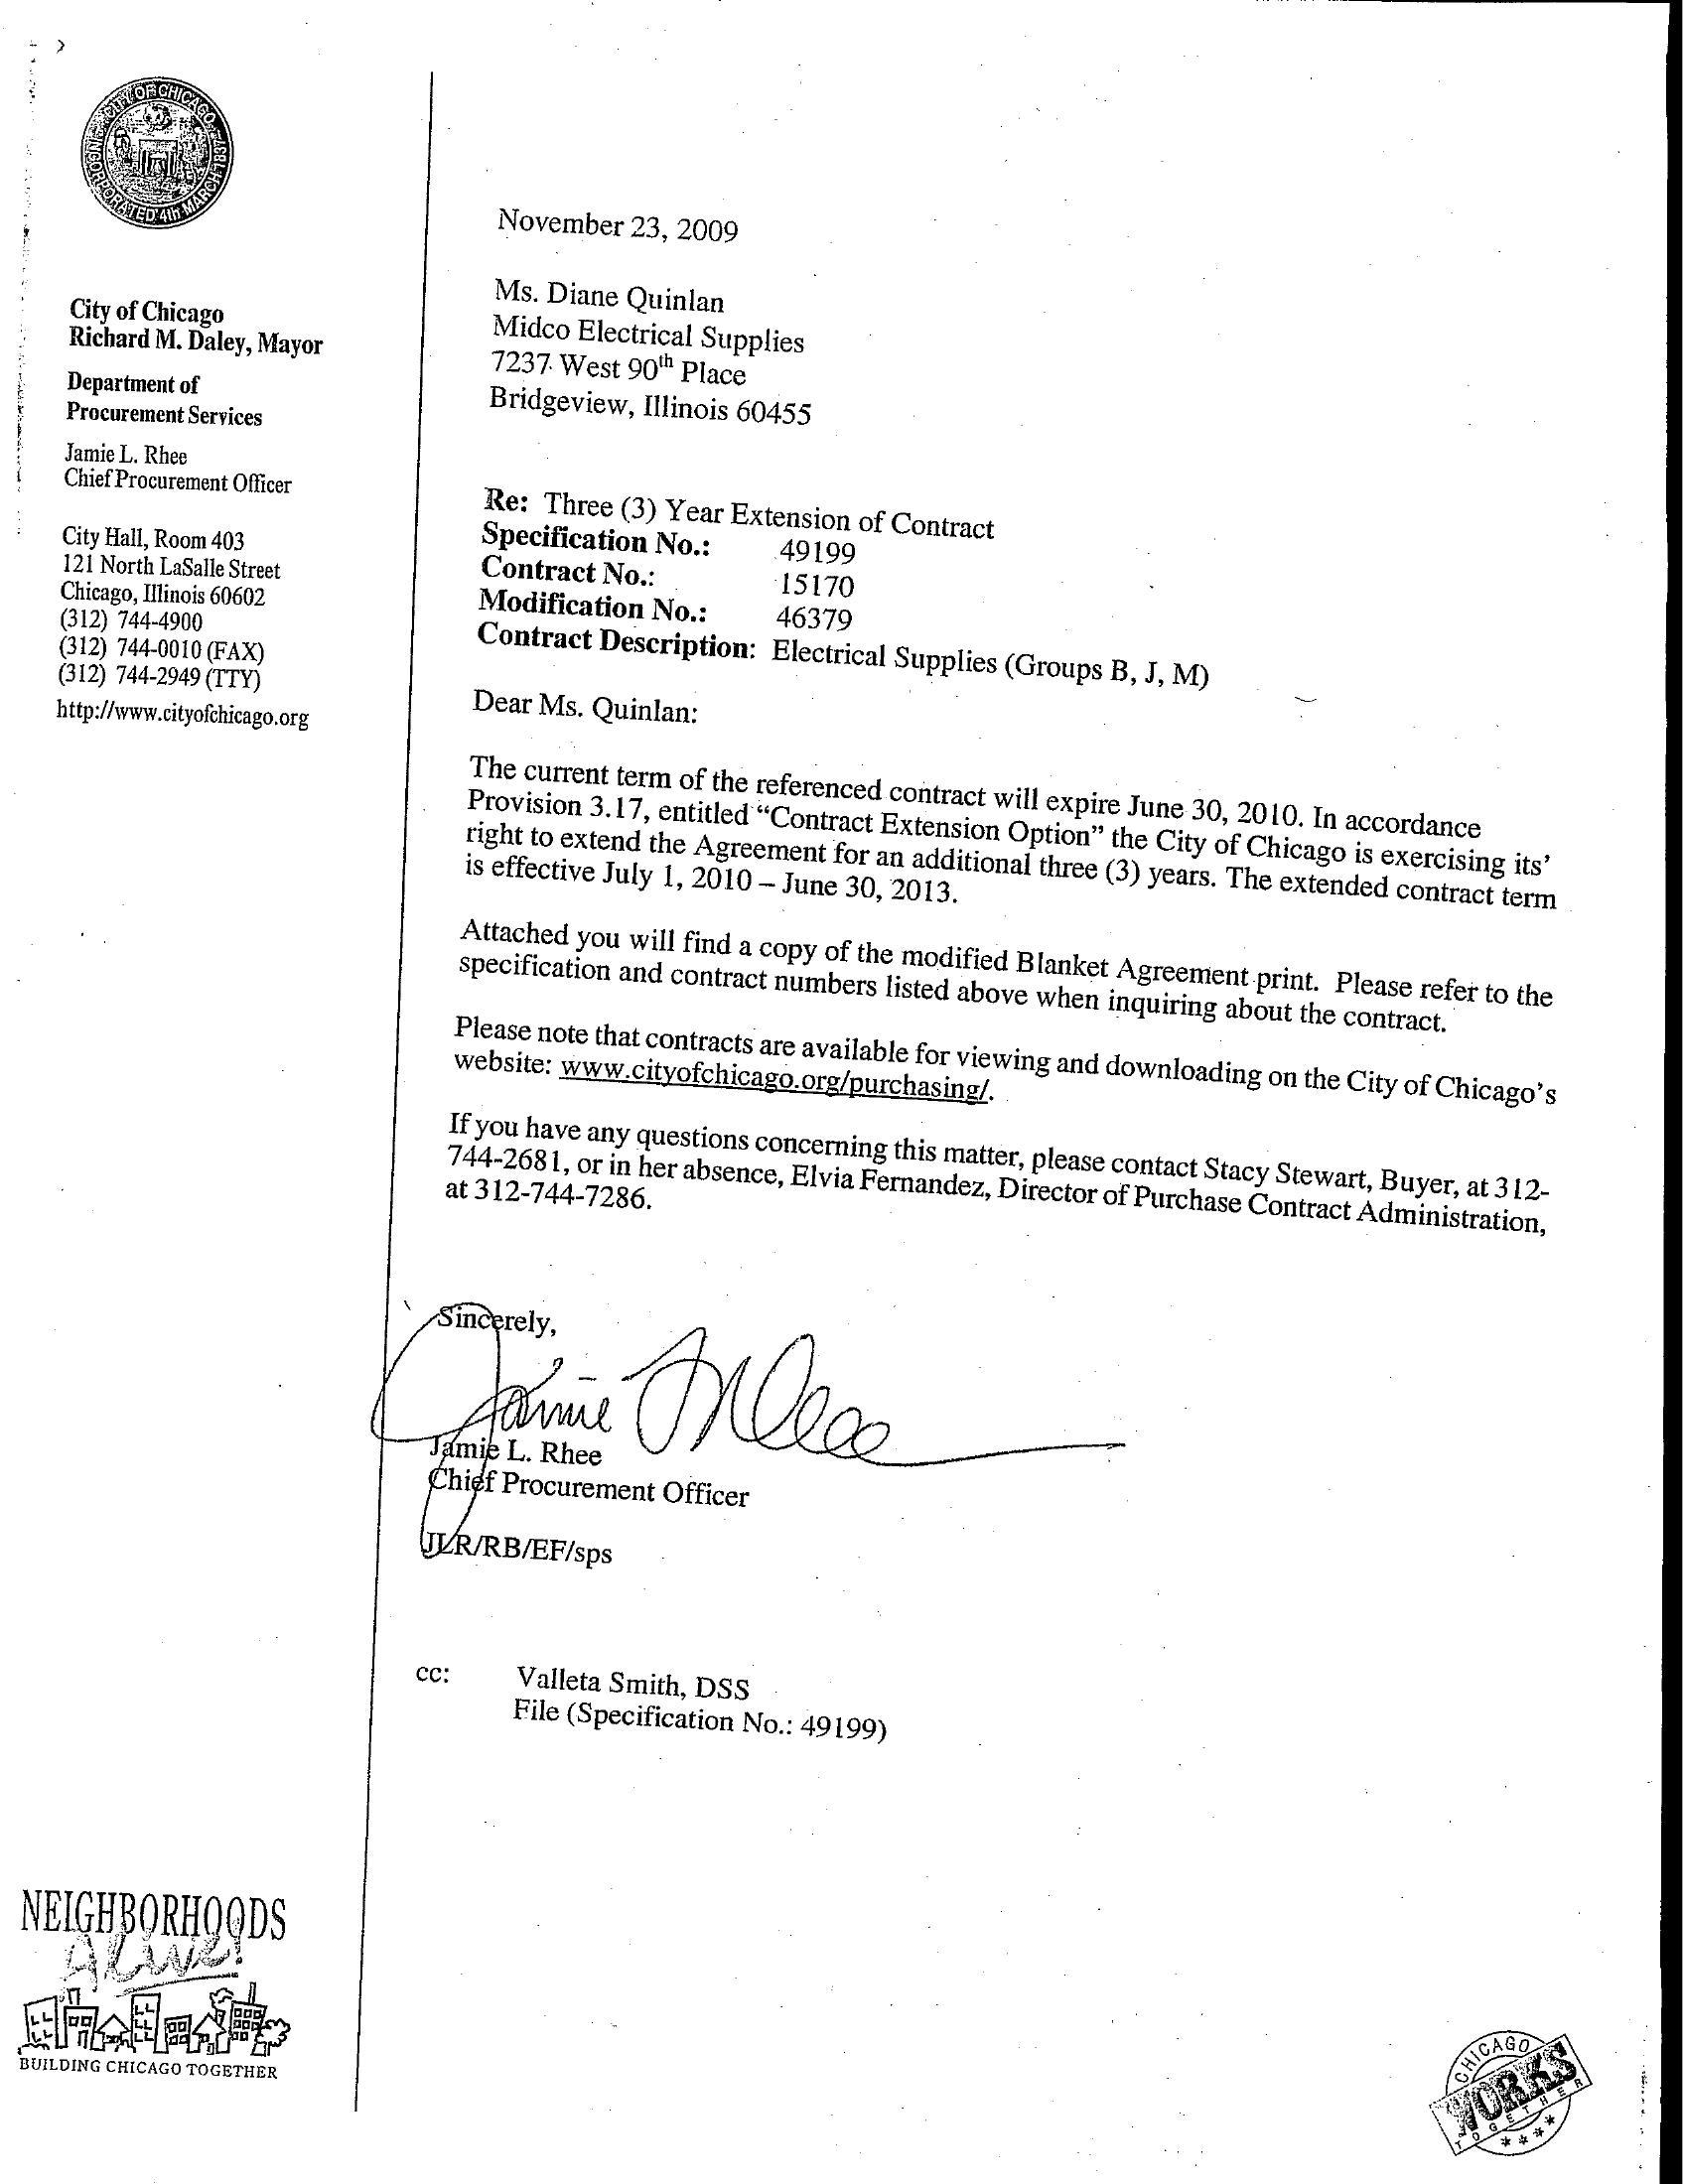 CITY OF CHICAGO
INCORPORATED 4th MARCH 1837
City of Chicago
Richard M. Daley, Mayor
Department of
Procurement Services
Jamie L. Rhee
Chief Procurement Officer
City Hall, Room 403
121 North LaSalle Street
Chicago, Illinois 60602
(312) 744-4900
(312) 744-0010 (FAX)
(312) 744-2949 (TTY)
http://www.cityofchicago.org
November 23, 2009
Ms. Diane Quinlan
Midco Electrical Supplies
7237 West 90th Place
Bridgeview, Illinois 60455
Re: Three (3) Year Extension of Contract
Specification No.: 49199
Contract No.: 15170
Modification No.: 46379
Contract Description: Electrical Supplies (Groups B, J, M)
Dear Ms. Quinlan:
The current term of the referenced contract will expire June 30, 2010. In accordance
Provision 3.17, entitled “Contract Extension Option” the City of Chicago is exercising its’
right to extend the Agreement for an additional three (3) years. The extended contract term
is effective July 1, 2010 – June 30, 2013.
Attached you will find a copy of the modified Blanket Agreement print. Please refer to the
specification and contract numbers listed above when inquiring about the contract.
Please note that contracts are available for viewing and downloading on the City of Chicago’s
website: www.cityofchicago.org/purchasing/.
If you have any questions concerning this matter, please contact Stacy Stewart, Buyer, at 312-
744-2681, or in her absence, Elvia Fernandez, Director of Purchase Contract Administration,
at 312-744-7286.
Sincerely,
Jamie L. Rhee
Jamie L. Rhee
Chief Procurement Officer
JLR/RB/EF/sps
cc: Valleta Smith, DSS
File (Specification No.: 49199)
NEIGHBORHOODS
Alive!
BUILDING CHICAGO TOGETHER
CHICAGO
WORKS
TOGETHER